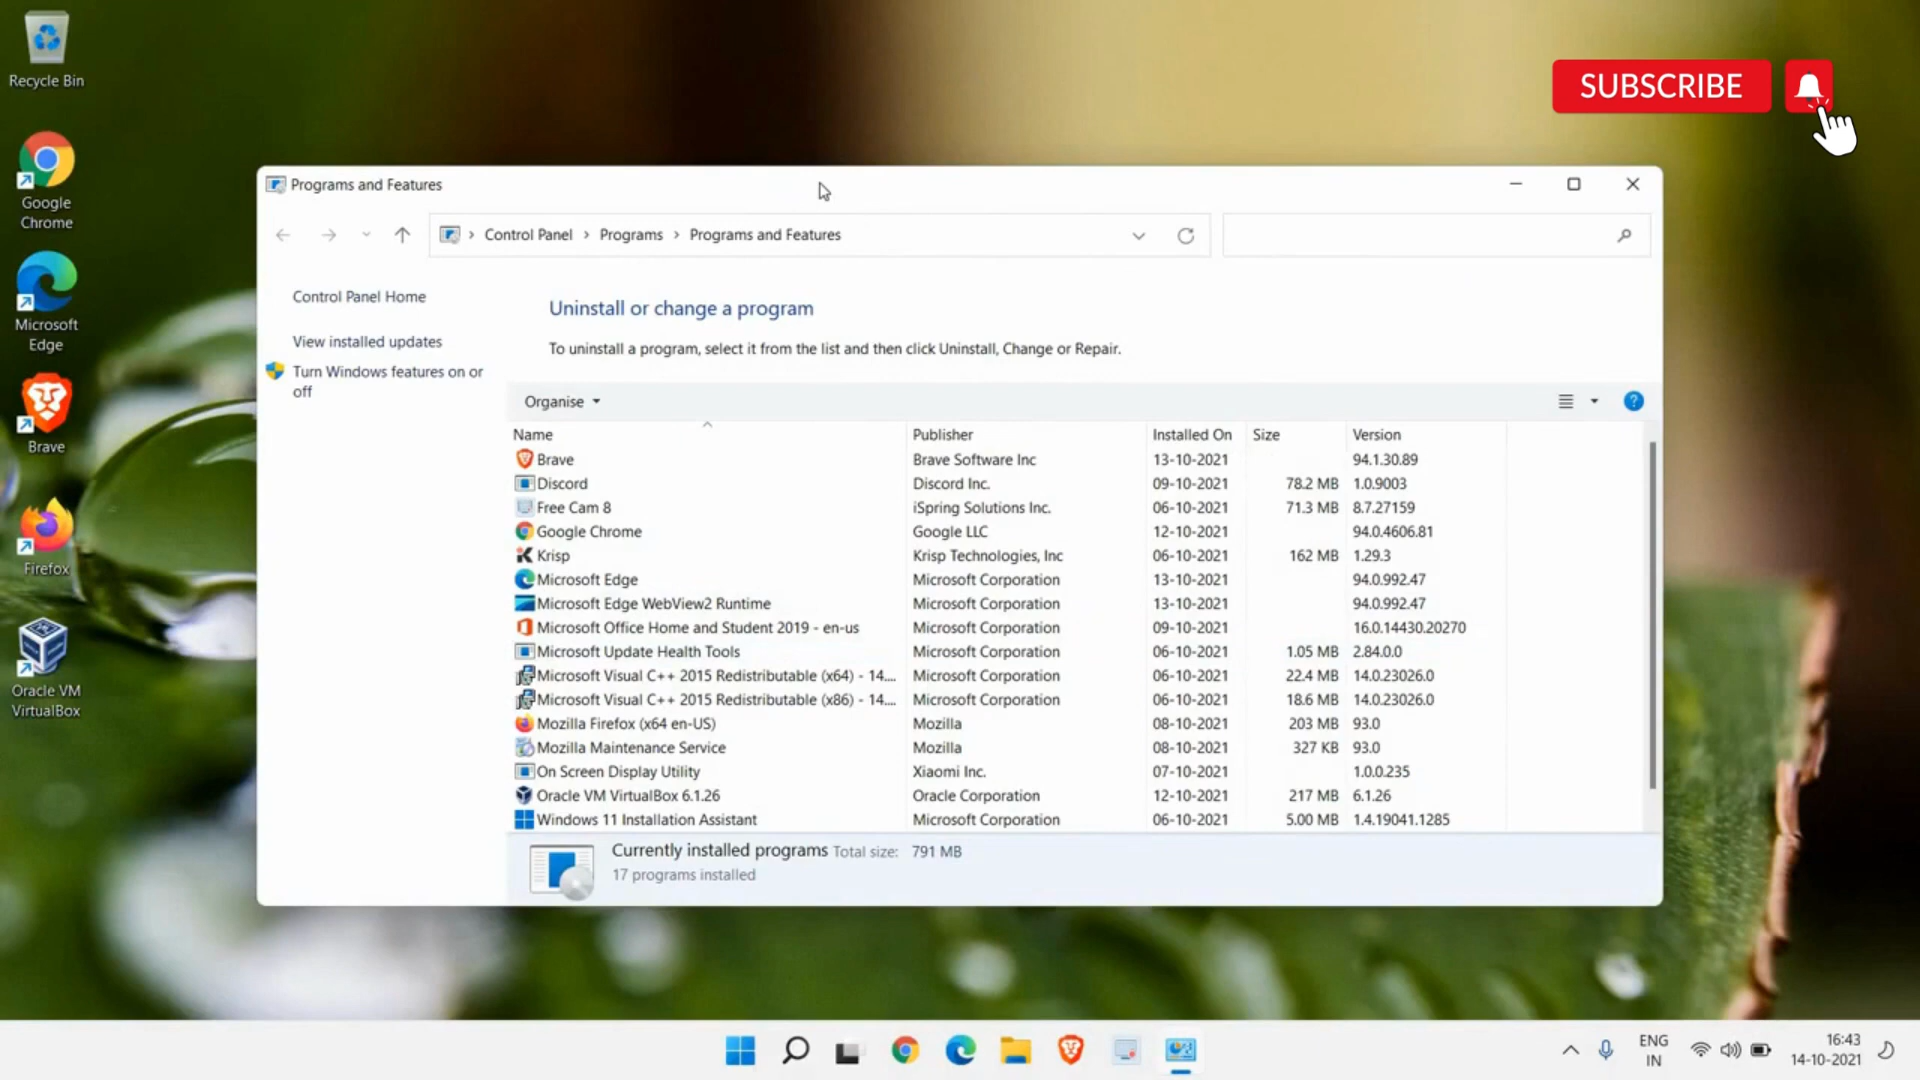 Recycle Bin
Google
Chrome
Microsoft
Edge
Brave
Firefox
Oracle VM
VirtualBox
SUBSCRIBE
Programs and Features
Control Panel > Programs > Programs and Features
Control Panel Home
View installed updates
Turn Windows features on or
off
Uninstall or change a program
To uninstall a program, select it from the list and then click Uninstall, Change or Repair.
Organise
Name Publisher Installed On Size Version
Brave Brave Software Inc 13-10-2021 94.1.30.89
Discord Discord Inc. 09-10-2021 78.2 MB 1.0.9003
Free Cam 8 iSpring Solutions Inc. 06-10-2021 71.3 MB 8.7.27159
Google Chrome Google LLC 12-10-2021 94.0.4606.81
Krisp Krisp Technologies, Inc 06-10-2021 162 MB 1.29.3
Microsoft Edge Microsoft Corporation 13-10-2021 94.0.992.47
Microsoft Edge WebView2 Runtime Microsoft Corporation 13-10-2021 94.0.992.47
Microsoft Office Home and Student 2019 - en-us Microsoft Corporation 09-10-2021 16.0.14430.20270
Microsoft Update Health Tools Microsoft Corporation 06-10-2021 1.05 MB 2.84.0.0
Microsoft Visual C++ 2015 Redistributable (x64) - 14.... Microsoft Corporation 06-10-2021 22.4 MB 14.0.23026.0
Microsoft Visual C++ 2015 Redistributable (x86) - 14.... Microsoft Corporation 06-10-2021 18.6 MB 14.0.23026.0
Mozilla Firefox (x64 en-US) Mozilla 08-10-2021 203 MB 93.0
Mozilla Maintenance Service Mozilla 08-10-2021 327 KB 93.0
On Screen Display Utility Xiaomi Inc. 07-10-2021 1.0.0.235
Oracle VM VirtualBox 6.1.26 Oracle Corporation 12-10-2021 217 MB 6.1.26
Windows 11 Installation Assistant Microsoft Corporation 06-10-2021 5.00 MB 1.4.19041.1285
Currently installed programs Total size: 791 MB
17 programs installed
ENG
IN
16:43
14-10-2021